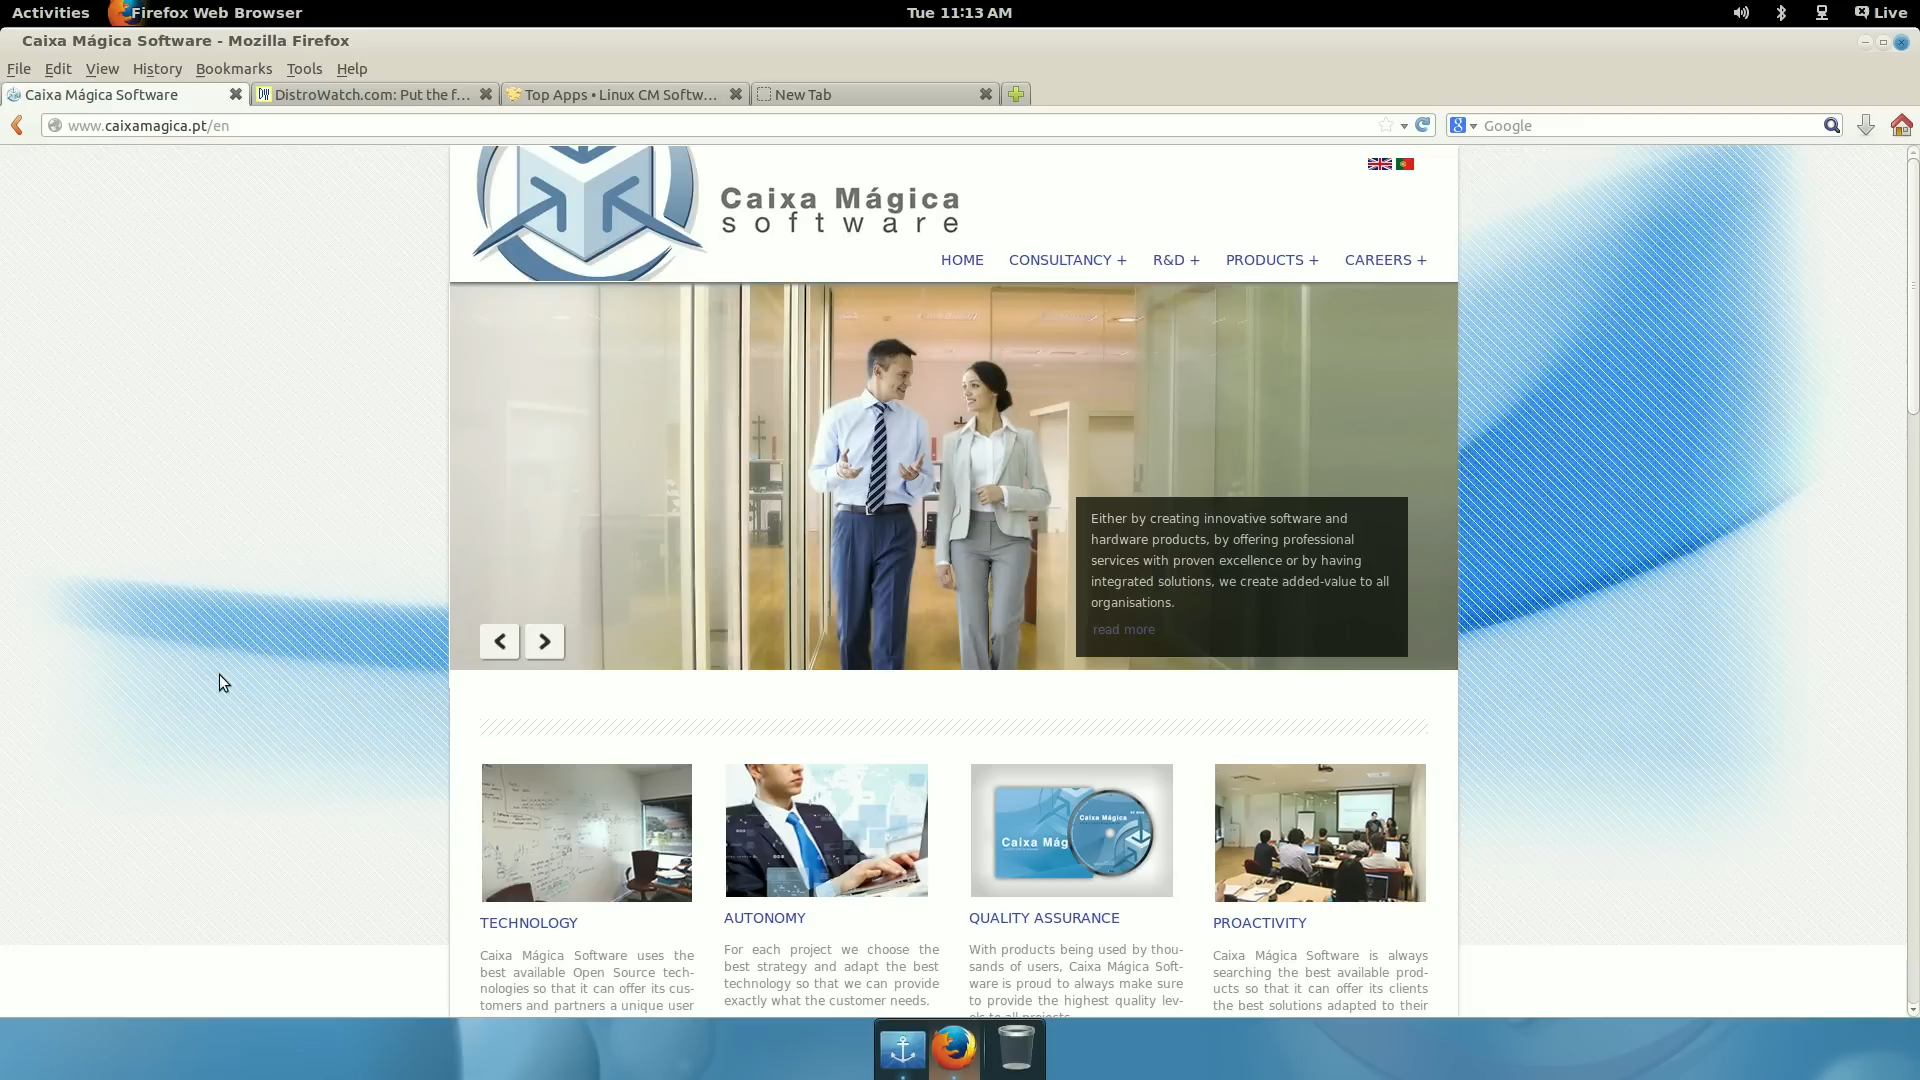 Activities
Firefox Web Browser
Tue 11:13 AM
Live
Caixa Mágica Software - Mozilla Firefox
File Edit View History Bookmarks Tools Help
Caixa Mágica Software
DistroWatch.com: Put the f...
Top Apps • Linux CM Softw...
New Tab
www.caixamagica.pt/en
Google
Caixa Mágica
software
HOME CONSULTANCY + R&D + PRODUCTS + CAREERS +
Either by creating innovative software and
hardware products, by offering professional
services with proven excellence or by having
integrated solutions, we create added-value to all
organisations.
read more
Caixa Mág
Caixa Mágica
TECHNOLOGY
Caixa Mágica Software uses the
best available Open Source tech-
nologies so that it can offer its cus-
tomers and partners a unique user
AUTONOMY
For each project we choose the
best strategy and adapt the best
technology so that we can provide
exactly what the customer needs.
QUALITY ASSURANCE
With products being used by thou-
sands of users, Caixa Mágica Soft-
ware is proud to always make sure
to provide the highest quality lev-
els to all projects.
PROACTIVITY
Caixa Mágica Software is always
searching the best available prod-
ucts so that it can offer its clients
the best solutions adapted to their